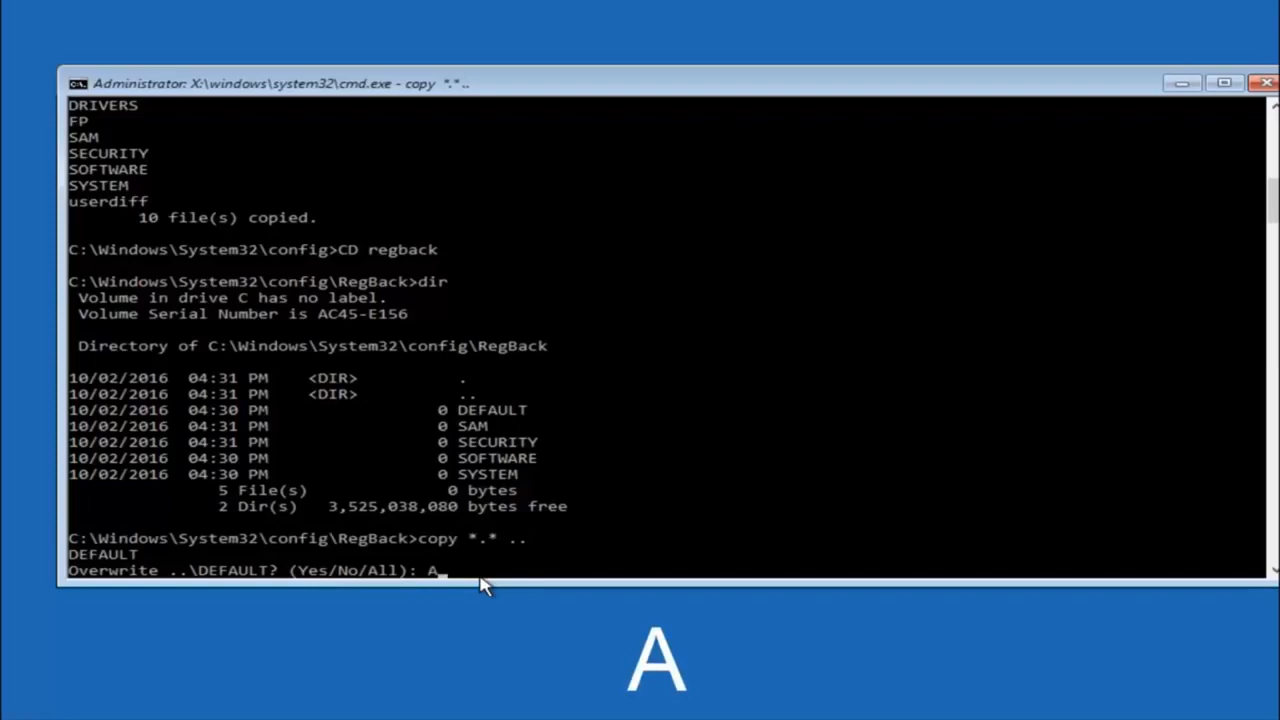 Administrator: X:\windows\system32\cmd.exe - copy *.* ..
DRIVERS
FP
SAM
SECURITY
SOFTWARE
SYSTEM
userdiff
        10 file(s) copied.
C:\Windows\System32\config>CD regback
C:\Windows\System32\config\RegBack>dir
 Volume in drive C has no label.
 Volume Serial Number is AC45-E156
 Directory of C:\Windows\System32\config\RegBack
10/02/2016  04:31 PM    <DIR>          .
10/02/2016  04:31 PM    <DIR>          ..
10/02/2016  04:30 PM                 0 DEFAULT
10/02/2016  04:31 PM                 0 SAM
10/02/2016  04:31 PM                 0 SECURITY
10/02/2016  04:30 PM                 0 SOFTWARE
10/02/2016  04:30 PM                 0 SYSTEM
               5 File(s)              0 bytes
               2 Dir(s)   3,525,038,080 bytes free
C:\Windows\System32\config\RegBack>copy *.* ..
DEFAULT
Overwrite ..\DEFAULT? (Yes/No/All): A_
A